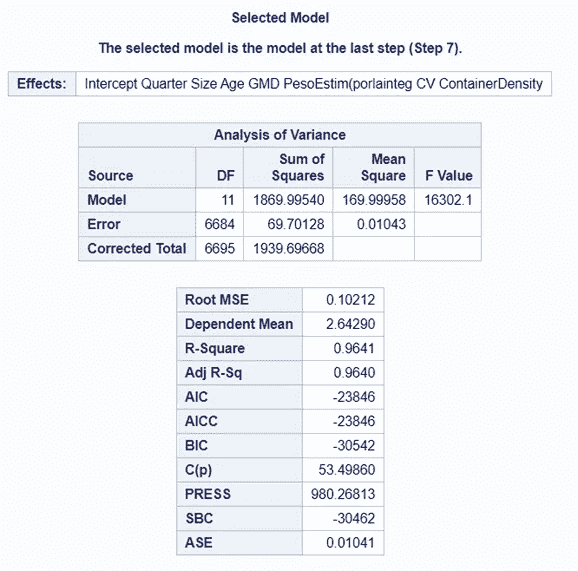 Selected Model
The selected model is the model at the last step (Step 7).
Effects: Intercept Quarter Size Age GMD PesoEstim(porlainteg CV ContainerDensity
Analysis of Variance
Source DF Sum of Squares Mean Square F Value
Model 11 1869.99540 169.99958 16302.1
Error 6684 69.70128 0.01043
Corrected Total 6695 1939.69668
Root MSE 0.10212
Dependent Mean 2.64290
R-Square 0.9641
Adj R-Sq 0.9640
AIC -23846
AICC -23846
BIC -30542
C(p) 53.49860
PRESS 980.26813
SBC -30462
ASE 0.01041